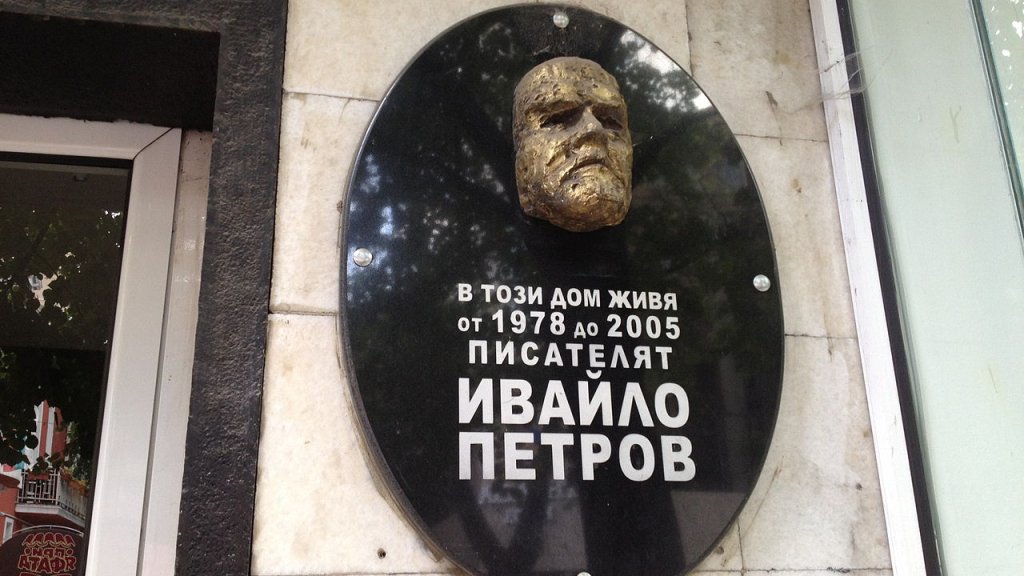 В ТОЗИ ДОМ ЖИВЯ
от 1978 до 2005
ПИСАТЕЛЯТ
ИВАЙЛО
ПЕТРОВ